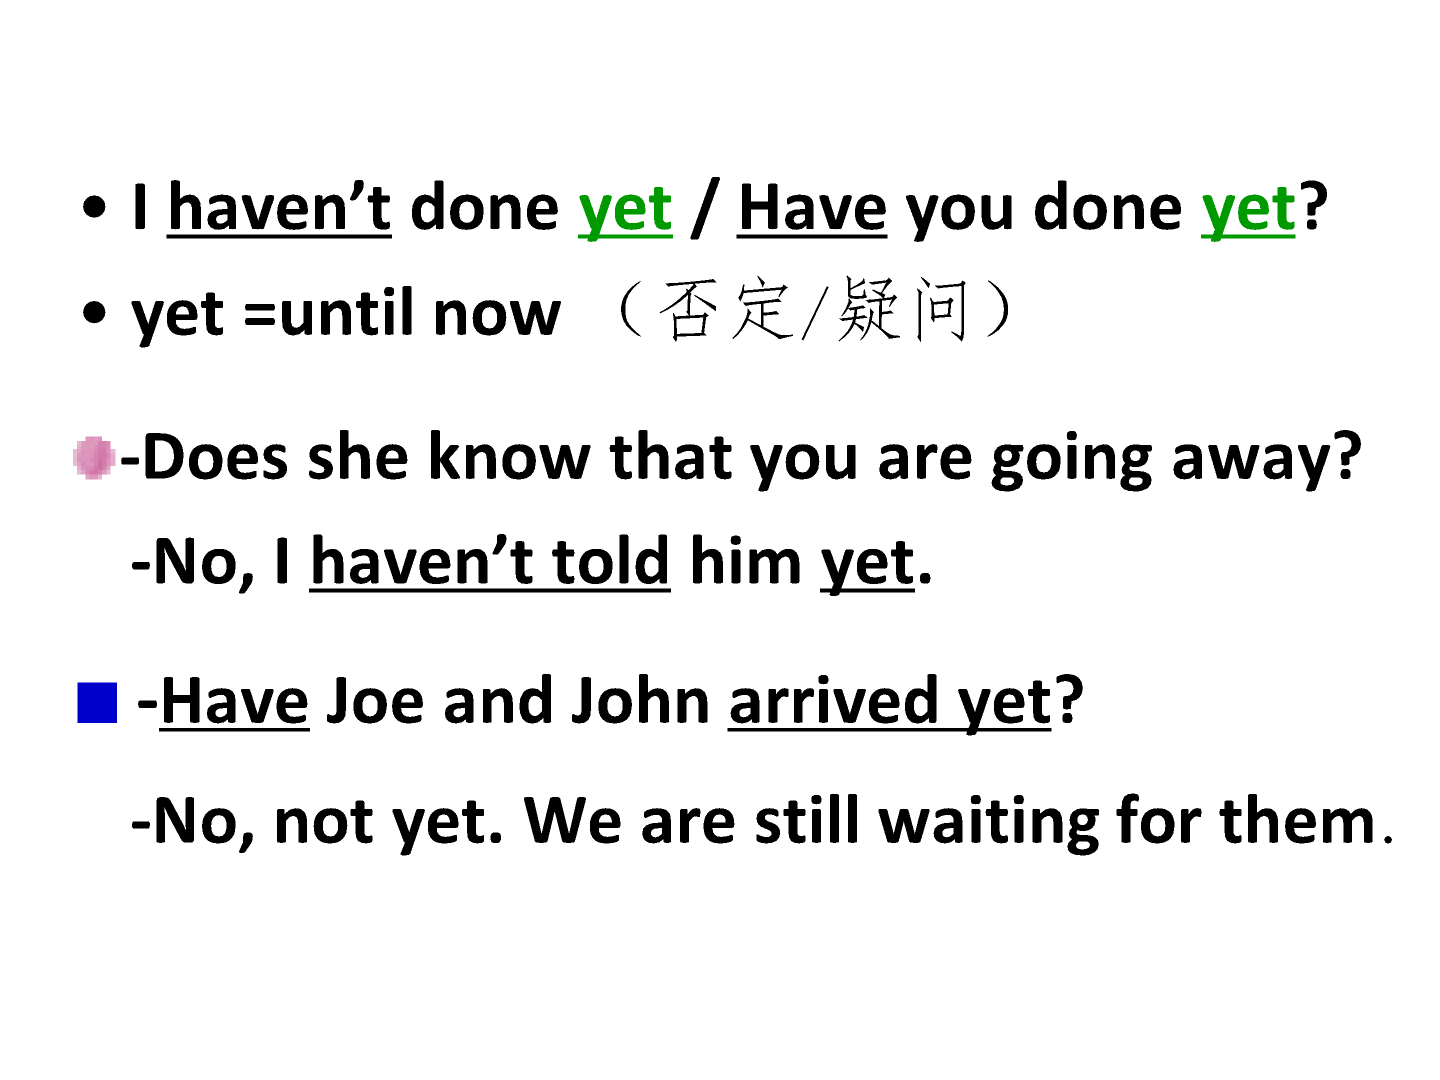 • I haven’t done yet / Have you done yet?
• yet =until now （否定/疑问）
-Does she know that you are going away?
-No, I haven’t told him yet.
-Have Joe and John arrived yet?
-No, not yet. We are still waiting for them.